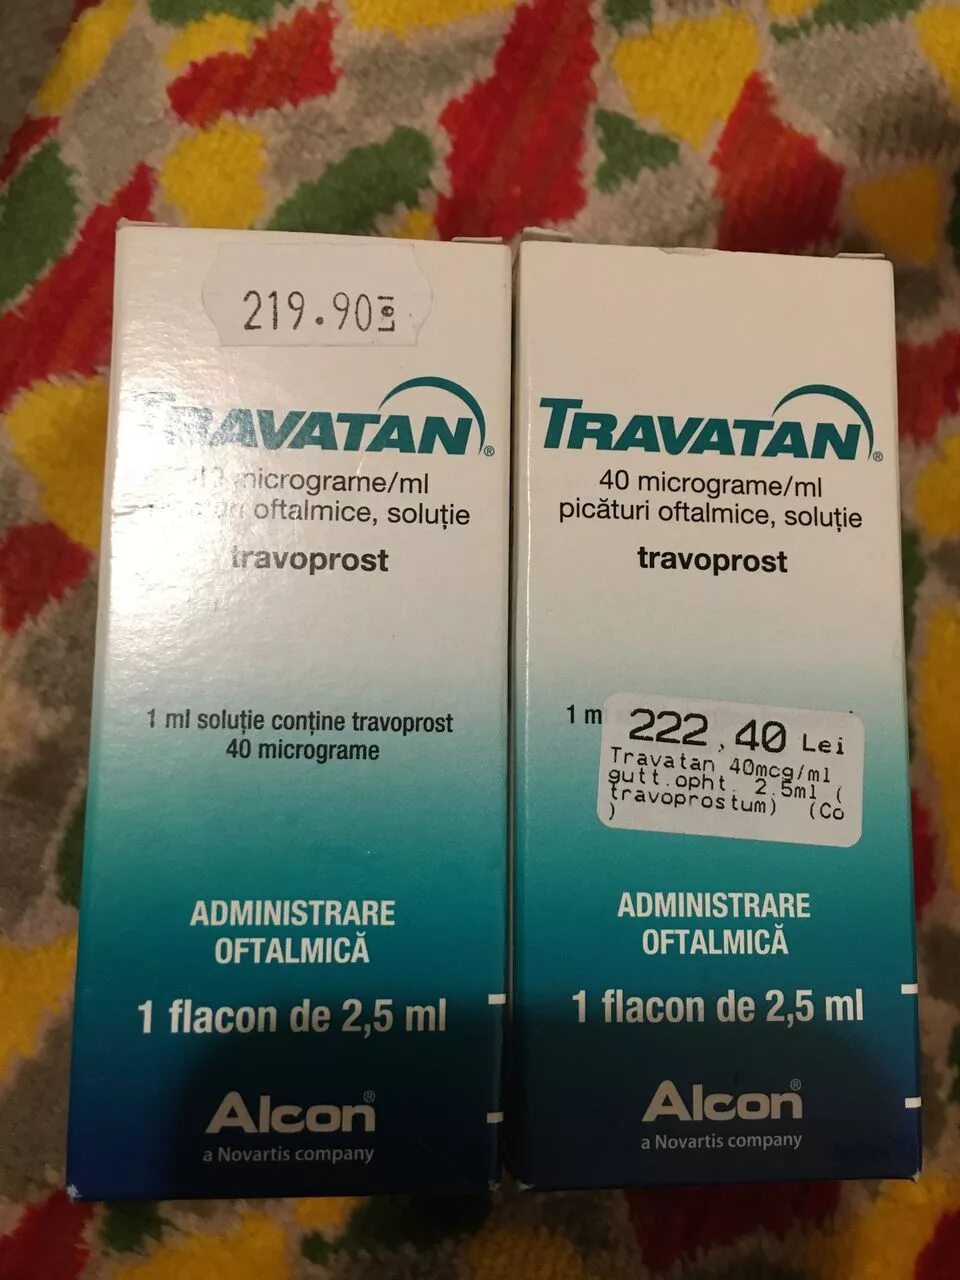 219.90 Lei
TRAVATAN®
micrograme/ml
oftalmice, soluție
travoprost
1 ml soluție conține travoprost
40 micrograme
ADMINISTRARE
OFTALMICĂ
1 flacon de 2,5 ml
Alcon®
a Novartis company
TRAVATAN®
40 micrograme/ml
picături oftalmice, soluție
travoprost
1 m
222,40 Lei
Travatan 40mcg/ml
gutt.opht. 2.5ml (
travoprostum) (Co
)
ADMINISTRARE
OFTALMICĂ
1 flacon de 2,5 ml
Alcon®
a Novartis company